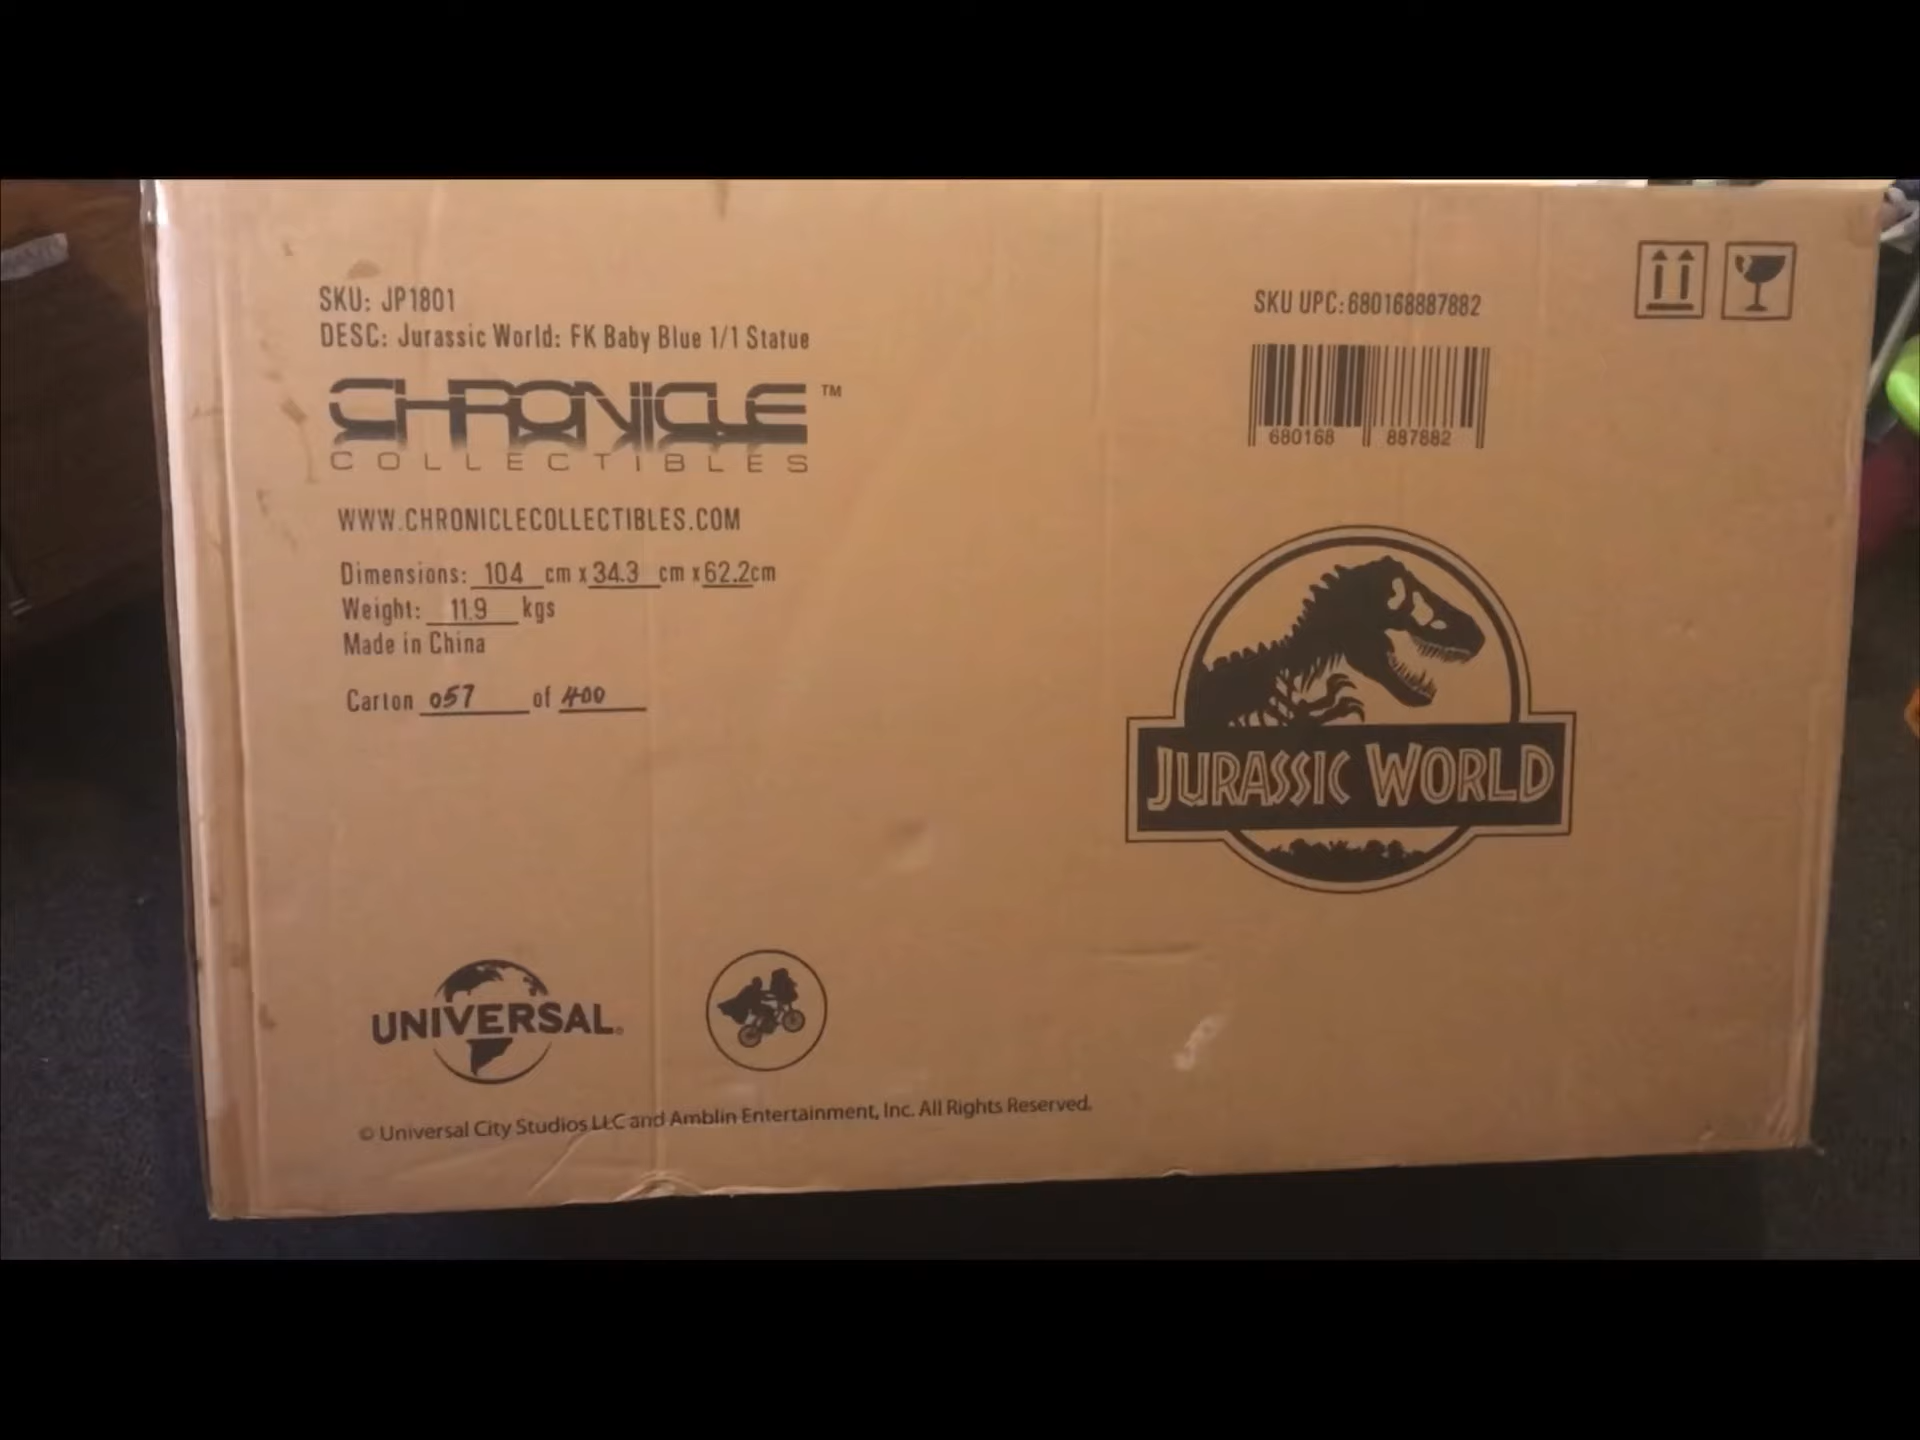 SKU: JP1801
DESC: Jurassic World: FK Baby Blue 1/1 Statue
CHRONICLE™
COLLECTIBLES
WWW.CHRONICLECOLLECTIBLES.COM
Dimensions: 104 cm x 34.3 cm x 62.2cm
Weight: 11.9 kgs
Made in China
Carton 057 of 400
SKU UPC:680168887882
680168 887882
JURASSIC WORLD
UNIVERSAL
© Universal City Studios LLC and Amblin Entertainment, Inc. All Rights Reserved.